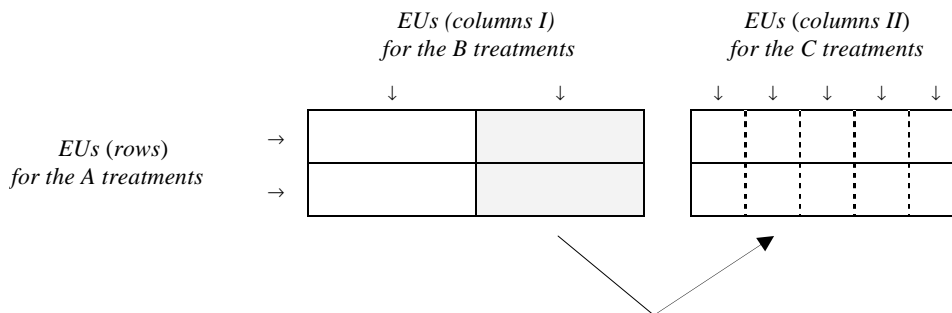 EUs (columns I)
for the B treatments
EUs (columns II)
for the C treatments
EUs (rows)
for the A treatments